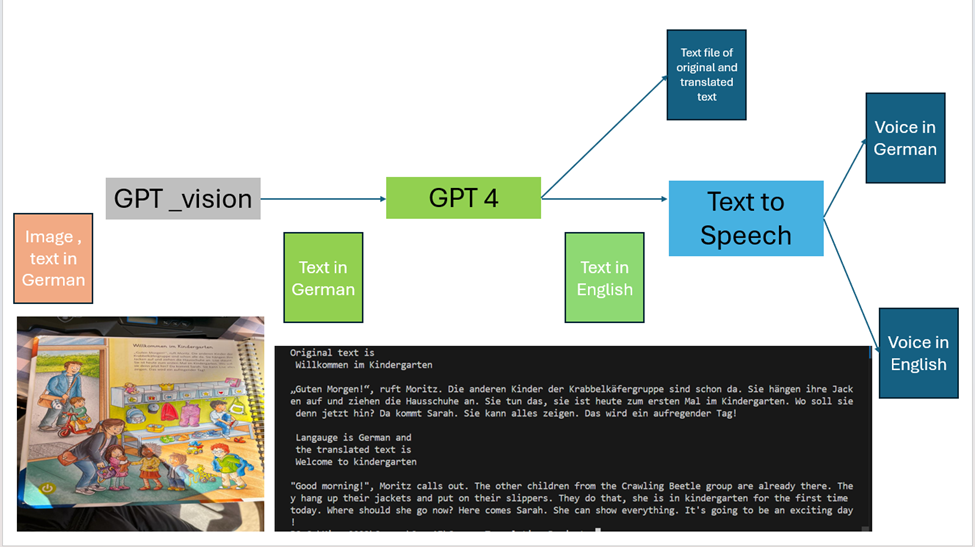 Text file of
original and
translated
text
Voice in
German
GPT _vision
GPT 4
Text to
Speech
Image ,
text in
German
Text in
German
Text in
English
Voice in
English
Willkommen im Kindergarten
Original text is
Willkommen im Kindergarten
„Guten Morgen!“, ruft Moritz. Die anderen Kinder der Krabbelkäfergruppe sind schon da. Sie hängen ihre Jack
en auf und ziehen die Hausschuhe an. Sie tun das, sie ist heute zum ersten Mal im Kindergarten. Wo soll sie
denn jetzt hin? Da kommt Sarah. Sie kann alles zeigen. Das wird ein aufregender Tag!
Langauge is German and
the translated text is
Welcome to kindergarten
"Good morning!", Moritz calls out. The other children from the Crawling Beetle group are already there. The
y hang up their jackets and put on their slippers. They do that, she is in kindergarten for the first time
today. Where should she go now? Here comes Sarah. She can show everything. It's going to be an exciting day
!